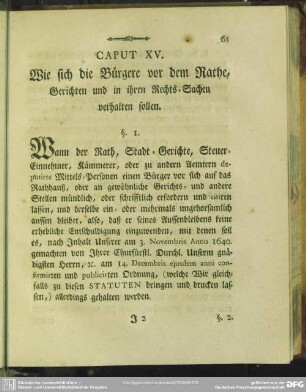 61
CAPUT XV.
Wie sich die Bürgere vor dem Rathe,
Gerichten und in ihren Rechts-Sachen
verhalten sollen.
§. 1.
Wann der Rath, Stadt-Gerichte, Steuer-
Einnehmer, Kämmerer, oder zu andern Aemtern de-
putirte Mittels-Personen einen Bürger vor sich auf das
Rathhauß, oder an gewöhnliche Gerichts- und andere
Stellen mündlich, oder schrifftlich erfordern und citiren
lassen, und derselbe ein- oder mehrmals ungehorsamlich
aussen bleibet, also, daß er seines Aussenbleibens keine
erhebliche Entschuldigung einzuwenden, mit denen soll
es, nach Inhalt Unserer am 3. Novembris Anno 1640.
gemachten von Ihrer Churfürstl. Durchl. Unserm gnä-
digsten Herrn, ꝛc. am 14. Decembris ejusdem anni con-
firmirten und publicirten Ordnung, (welche Wir gleich-
falls zu diesen STATUTEN bringen und drucken las-
sen,) allerdings gehalten werden.
J 2 §. 2.